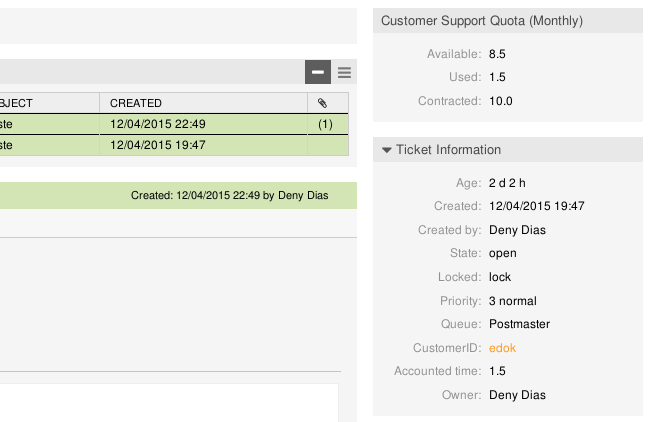 BJECT CREATED
ste 12/04/2015 22:49 (1)
ste 12/04/2015 19:47
Created: 12/04/2015 22:49 by Deny Dias
Customer Support Quota (Monthly)
Available: 8.5
Used: 1.5
Contracted: 10.0
Ticket Information
Age: 2 d 2 h
Created: 12/04/2015 19:47
Created by: Deny Dias
State: open
Locked: lock
Priority: 3 normal
Queue: Postmaster
CustomerID: edok
Accounted time: 1.5
Owner: Deny Dias